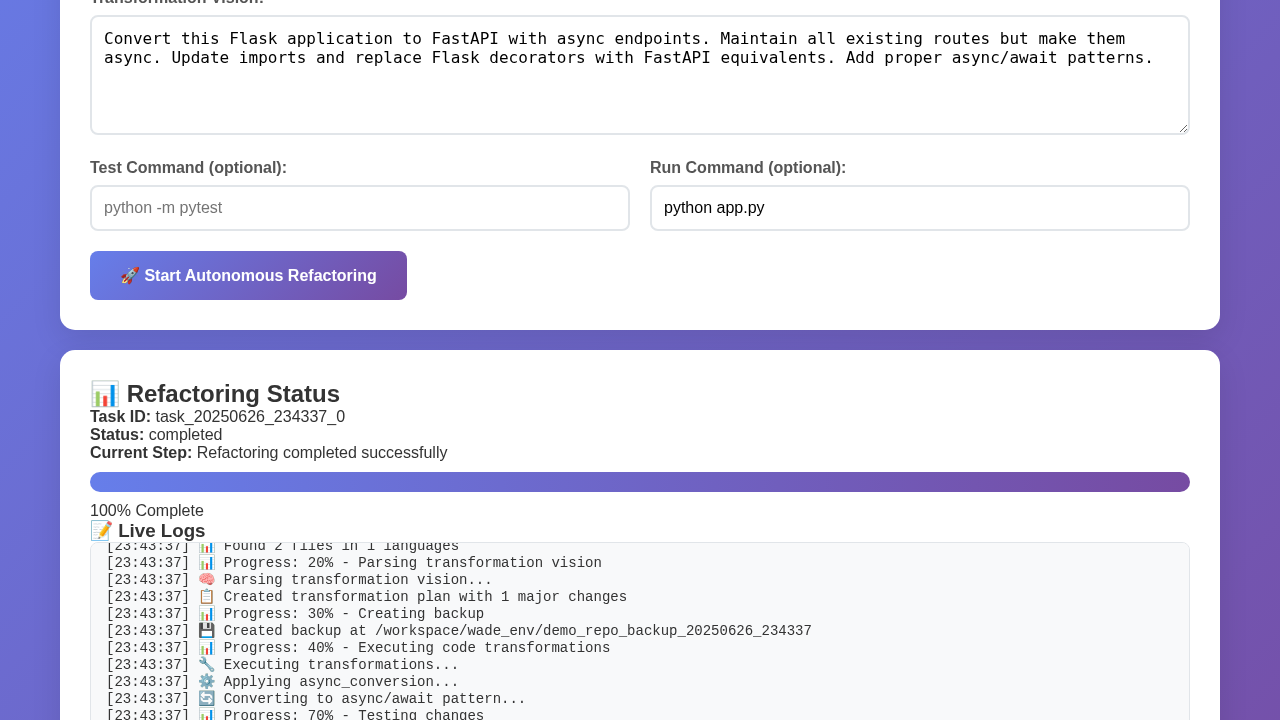 Transformation Vision:
Convert this Flask application to FastAPI with async endpoints. Maintain all existing routes but make them
async. Update imports and replace Flask decorators with FastAPI equivalents. Add proper async/await patterns.
Test Command (optional):
Run Command (optional):
python -m pytest
python app.py
🚀 Start Autonomous Refactoring
📊 Refactoring Status
Task ID: task_20250626_234337_0
Status: completed
Current Step: Refactoring completed successfully
100% Complete
📝 Live Logs
[23:43:37] 📊 Found 2 files in 1 languages
[23:43:37] 📊 Progress: 20% - Parsing transformation vision
[23:43:37] 🧠 Parsing transformation vision...
[23:43:37] 📋 Created transformation plan with 1 major changes
[23:43:37] 📊 Progress: 30% - Creating backup
[23:43:37] 💾 Created backup at /workspace/wade_env/demo_repo_backup_20250626_234337
[23:43:37] 📊 Progress: 40% - Executing code transformations
[23:43:37] 🔧 Executing transformations...
[23:43:37] ⚙️ Applying async_conversion...
[23:43:37] 🔄 Converting to async/await pattern...
[23:43:37] 📊 Progress: 70% - Testing changes